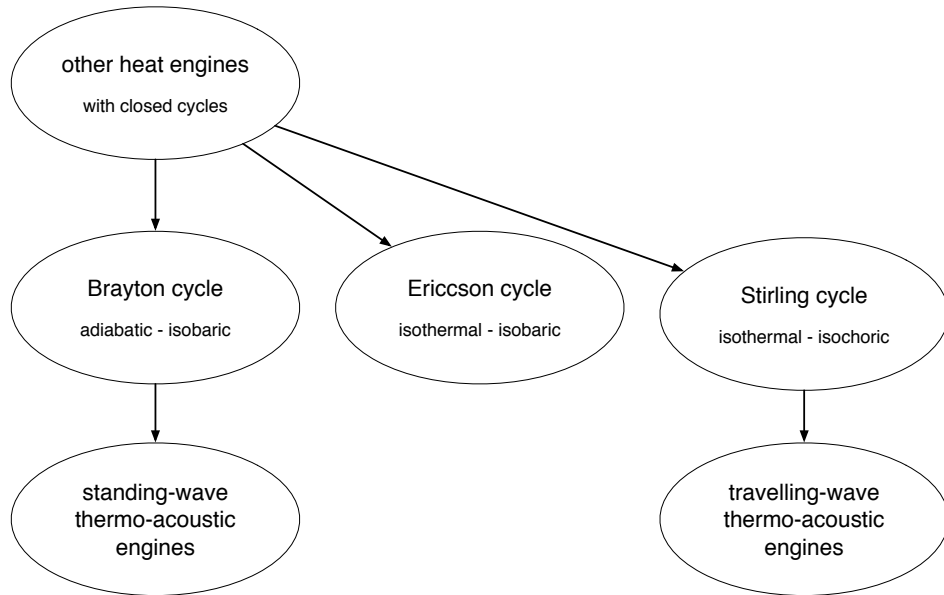 other heat engines
with closed cycles
Brayton cycle
adiabatic - isobaric
Ericcson cycle
isothermal - isobaric
Stirling cycle
isothermal - isochoric
standing-wave
thermo-acoustic
engines
travelling-wave
thermo-acoustic
engines